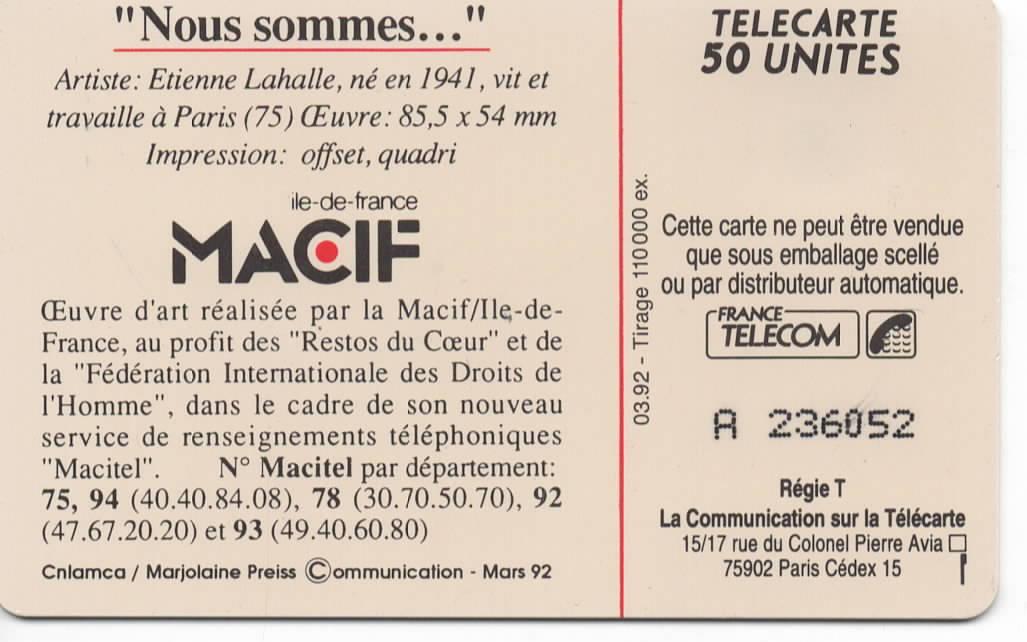 "Nous sommes..."
Artiste: Etienne Lahalle, né en 1941, vit et
travaille à Paris (75) Œuvre: 85,5 x 54 mm
Impression: offset, quadri
ile-de-france
MACIF
Œuvre d'art réalisée par la Macif/Ile-de-
France, au profit des "Restos du Cœur" et de
la "Fédération Internationale des Droits de
l'Homme", dans le cadre de son nouveau
service de renseignements téléphoniques
"Macitel". N° Macitel par département:
75, 94 (40.40.84.08), 78 (30.70.50.70), 92
(47.67.20.20) et 93 (49.40.60.80)
Cnlamca / Marjolaine Preiss Ⓒommunication - Mars 92
03.92 - Tirage 110 000 ex.
TELECARTE
50 UNITES
Cette carte ne peut être vendue
que sous emballage scellé
ou par distributeur automatique.
FRANCE
TELECOM
A 236052
Régie T
La Communication sur la Télécarte
15/17 rue du Colonel Pierre Avia
75902 Paris Cédex 15